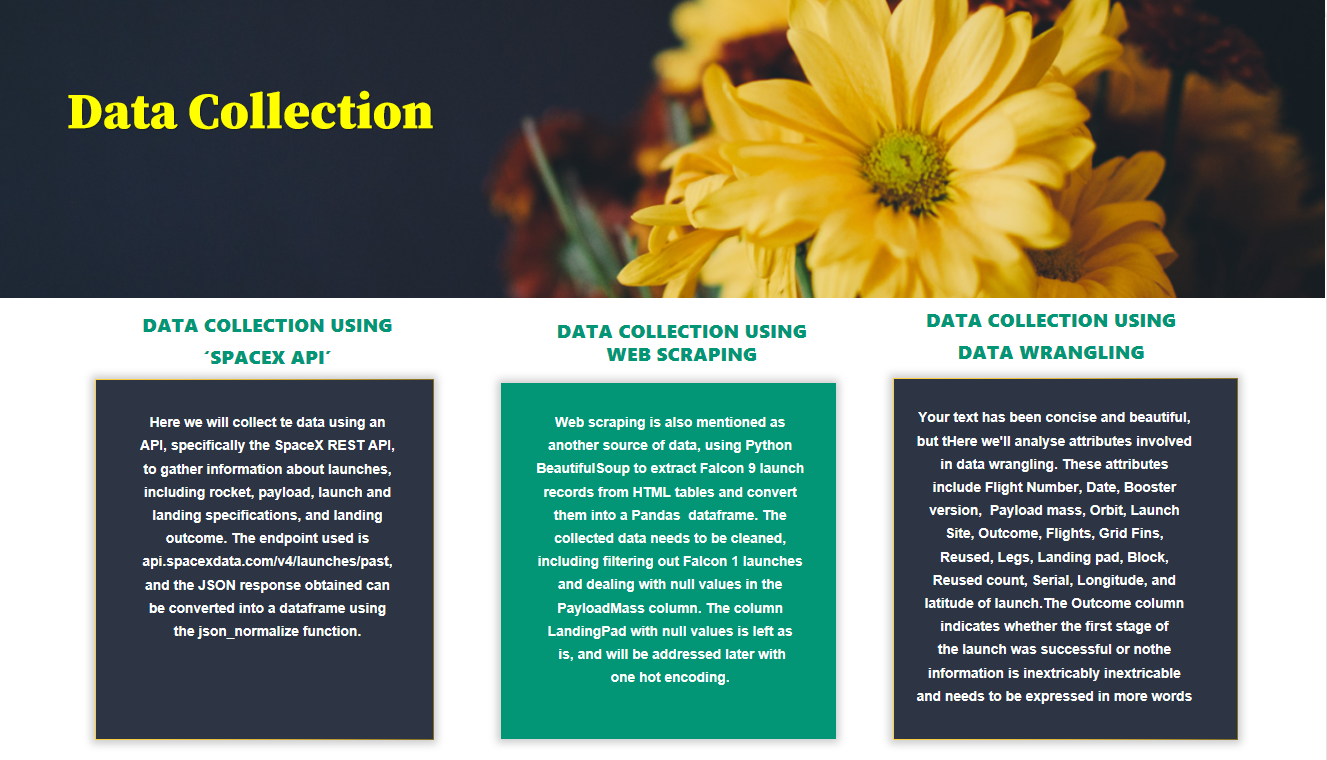 Data Collection
DATA COLLECTION USING
´SPACEX API´
Here we will collect te data using an
API, specifically the SpaceX REST API,
to gather information about launches,
including rocket, payload, launch and
landing specifications, and landing
outcome. The endpoint used is
api.spacexdata.com/v4/launches/past,
and the JSON response obtained can
be converted into a dataframe using
the json_normalize function.
DATA COLLECTION USING
WEB SCRAPING
Web scraping is also mentioned as
another source of data, using Python
BeautifulSoup to extract Falcon 9 launch
records from HTML tables and convert
them into a Pandas  dataframe. The
collected data needs to be cleaned,
including filtering out Falcon 1 launches
and dealing with null values in the
PayloadMass column. The column
LandingPad with null values is left as
is, and will be addressed later with
one hot encoding.
DATA COLLECTION USING
DATA WRANGLING
Your text has been concise and beautiful,
but tHere we'll analyse attributes involved
in data wrangling. These attributes
include Flight Number, Date, Booster
version,  Payload mass, Orbit, Launch
Site, Outcome, Flights, Grid Fins,
Reused, Legs, Landing pad, Block,
Reused count, Serial, Longitude, and
latitude of launch.The Outcome column
indicates whether the first stage of
the launch was successful or nothe
information is inextricably inextricable
and needs to be expressed in more words